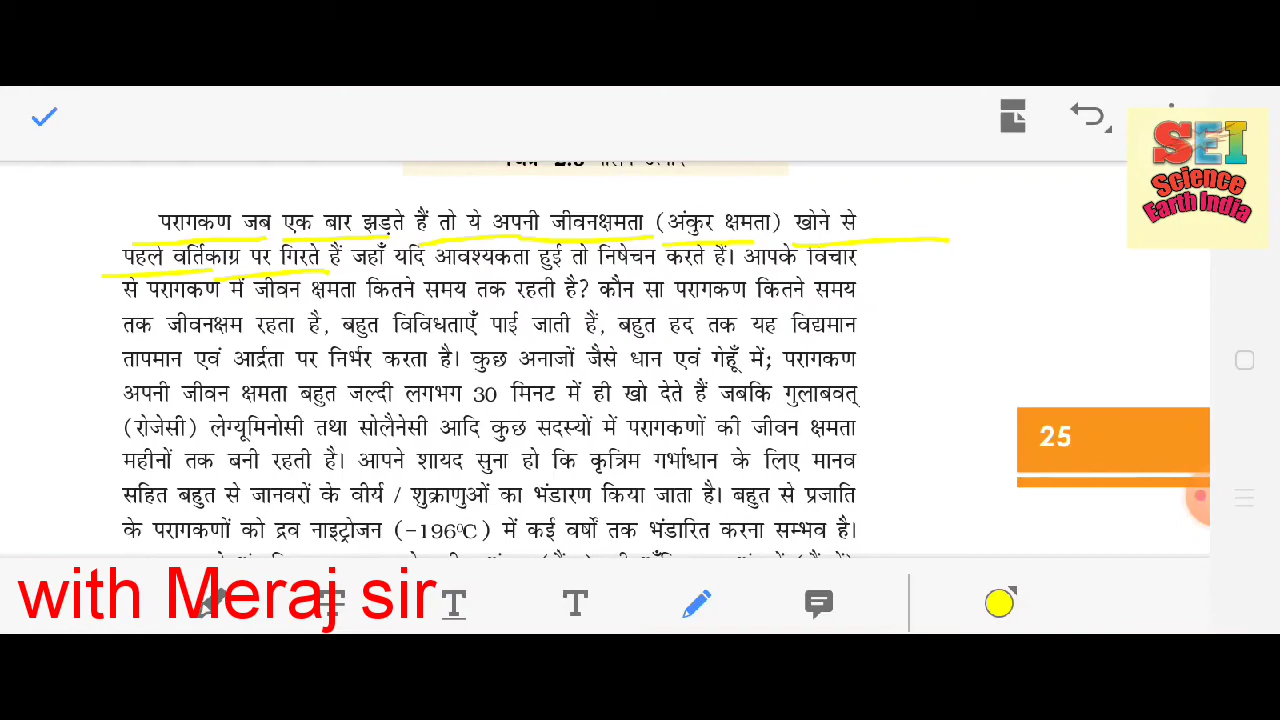 SEI
Science
Earth India
परागकण जब एक बार झड़ते हैं तो ये अपनी जीवनक्षमता (अंकुर क्षमता) खोने से
पहले वर्तिकाग्र पर गिरते हैं जहाँ यदि आवश्यकता हुई तो निषेचन करते हैं। आपके विचार
से परागकण में जीवन क्षमता कितने समय तक रहती है? कौन सा परागकण कितने समय
तक जीवनक्षम रहता है, बहुत विविधताएँ पाई जाती हैं, बहुत हद तक यह विद्यमान
तापमान एवं आर्द्रता पर निर्भर करता है। कुछ अनाजों जैसे धान एवं गेहूँ में; परागकण
अपनी जीवन क्षमता बहुत जल्दी लगभग 30 मिनट में ही खो देते हैं जबकि गुलाबवत्
(रोजेसी) लेग्यूमिनोसी तथा सोलैनेसी आदि कुछ सदस्यों में परागकणों की जीवन क्षमता
महीनों तक बनी रहती है। आपने शायद सुना हो कि कृत्रिम गर्भाधान के लिए मानव
सहित बहुत से जानवरों के वीर्य / शुक्राणुओं का भंडारण किया जाता है। बहुत से प्रजाति
के परागकणों को द्रव नाइट्रोजन (–196⁰C) में कई वर्षों तक भंडारित करना सम्भव है।
25
with Meraj sir